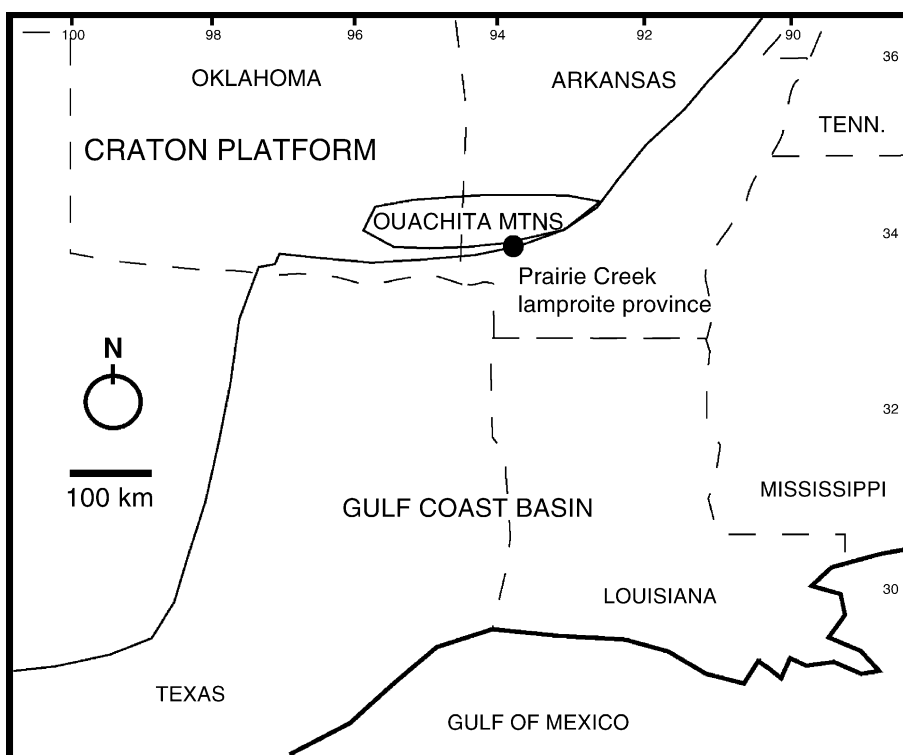 100 98 96 94 92 90
36
OKLAHOMA
ARKANSAS
TENN.
CRATON PLATFORM
OUACHITA MTNS
34
Prairie Creek
lamproite province
N
32
100 km
MISSISSIPPI
GULF COAST BASIN
30
LOUISIANA
TEXAS
GULF OF MEXICO